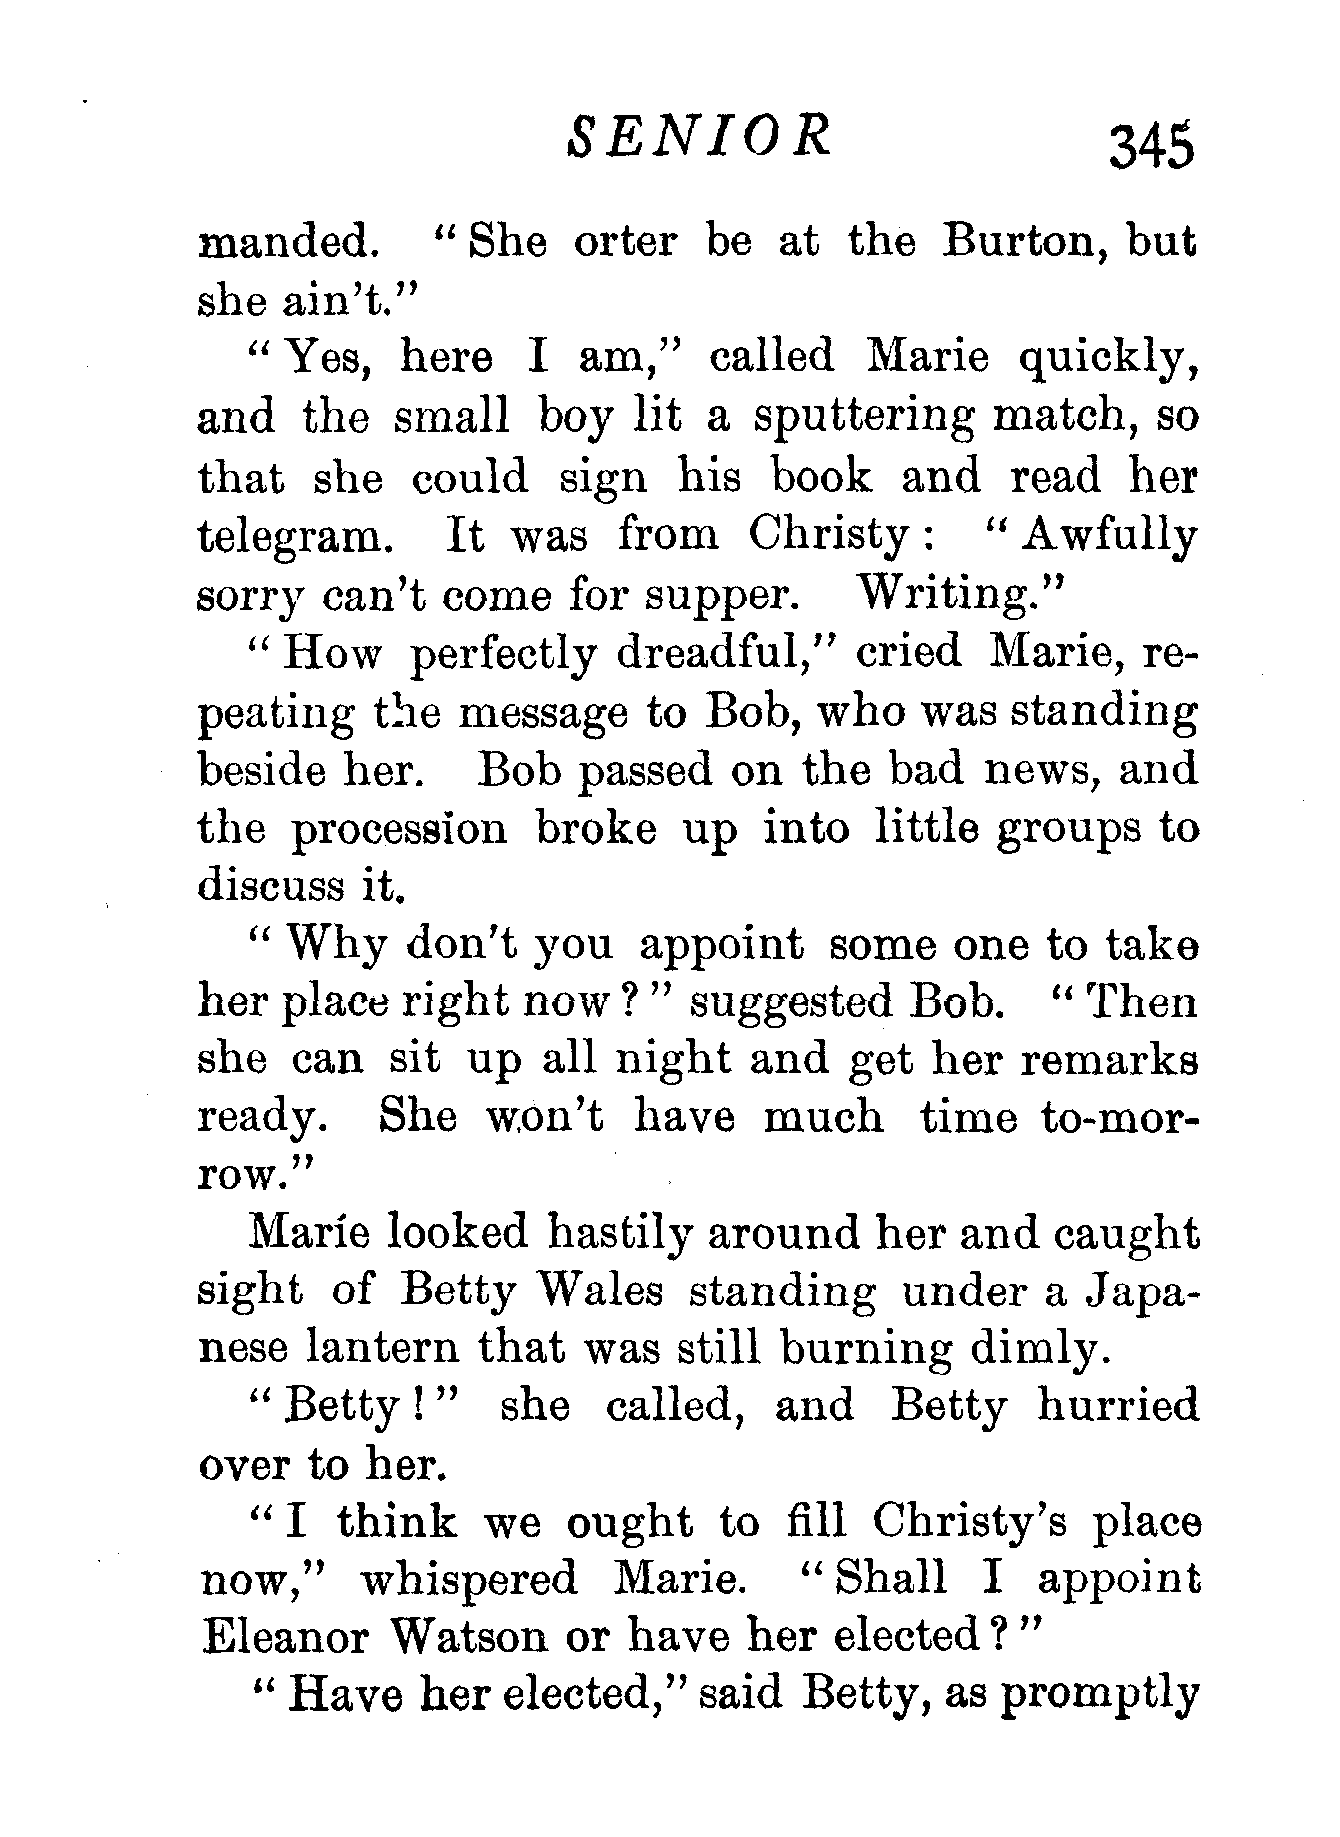 SENIOR 345
manded. “ She orter be at the Burton, but
she ain’t.”
“ Yes, here I am,” called Marie quickly,
and the small boy lit a sputtering match, so
that she could sign his book and read her
telegram. It was from Christy : “ Awfully
sorry can’t come for supper. Writing.”
“ How perfectly dreadful,” cried Marie, re-
peating the message to Bob, who was standing
beside her. Bob passed on the bad news, and
the procession broke up into little groups to
discuss it.
“ Why don’t you appoint some one to take
her place right now ? ” suggested Bob. “ Then
she can sit up all night and get her remarks
ready. She won’t have much time to-mor-
row.”
Marie looked hastily around her and caught
sight of Betty Wales standing under a Japa-
nese lantern that was still burning dimly.
“ Betty ! ” she called, and Betty hurried
over to her.
“ I think we ought to fill Christy’s place
now,” whispered Marie. “ Shall I appoint
Eleanor Watson or have her elected ? ”
“ Have her elected,” said Betty, as promptly